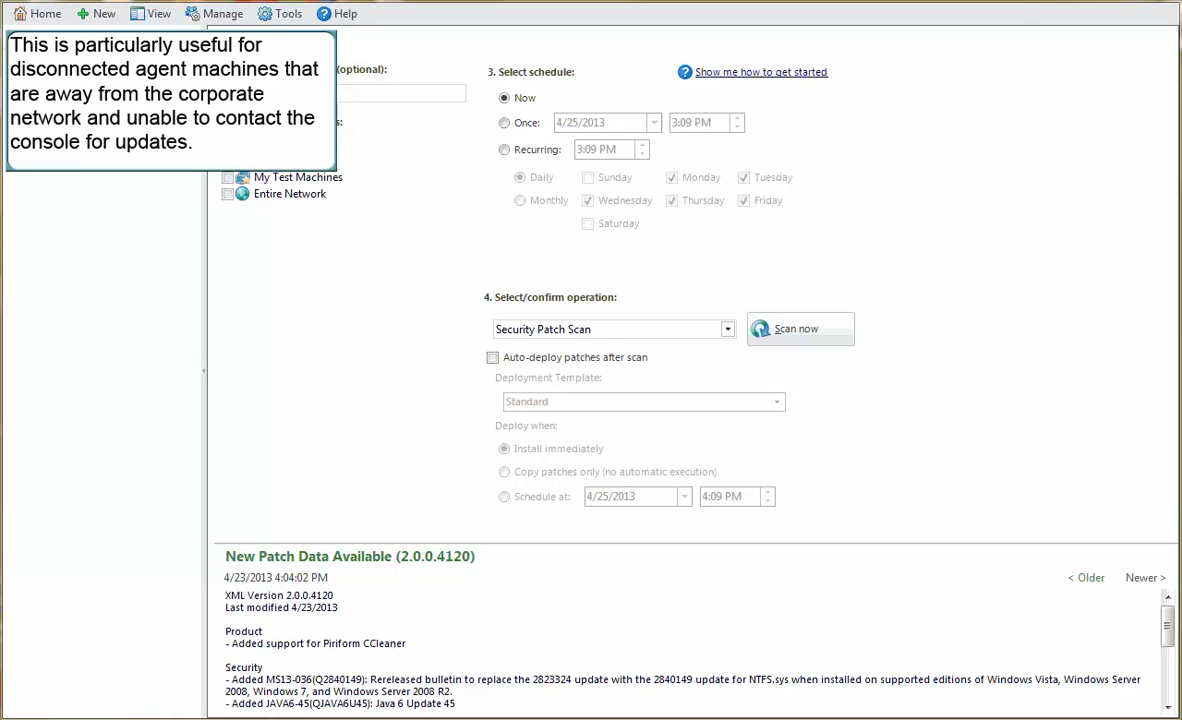 Home New View Manage Tools Help
This is particularly useful for
disconnected agent machines that
are away from the corporate
network and unable to contact the
console for updates.
(optional):
My Test Machines
Entire Network
3. Select schedule:
Show me how to get started
Now
Once: 4/25/2013 3:09 PM
Recurring: 3:09 PM
Daily Sunday Monday Tuesday
Monthly Wednesday Thursday Friday
Saturday
4. Select/confirm operation:
Security Patch Scan Scan now
Auto-deploy patches after scan
Deployment Template:
Standard
Deploy when:
Install immediately
Copy patches only (no automatic execution)
Schedule at: 4/25/2013 4:09 PM
New Patch Data Available (2.0.0.4120)
4/23/2013 4:04:02 PM < Older Newer >
XML Version 2.0.0.4120
Last modified 4/23/2013
Product
- Added support for Piriform CCleaner
Security
- Added MS13-036(Q2840149): Rereleased bulletin to replace the 2823324 update with the 2840149 update for NTFS.sys when installed on supported editions of Windows Vista, Windows Server
2008, Windows 7, and Windows Server 2008 R2.
- Added JAVA6-45(QJAVA6U45): Java 6 Update 45